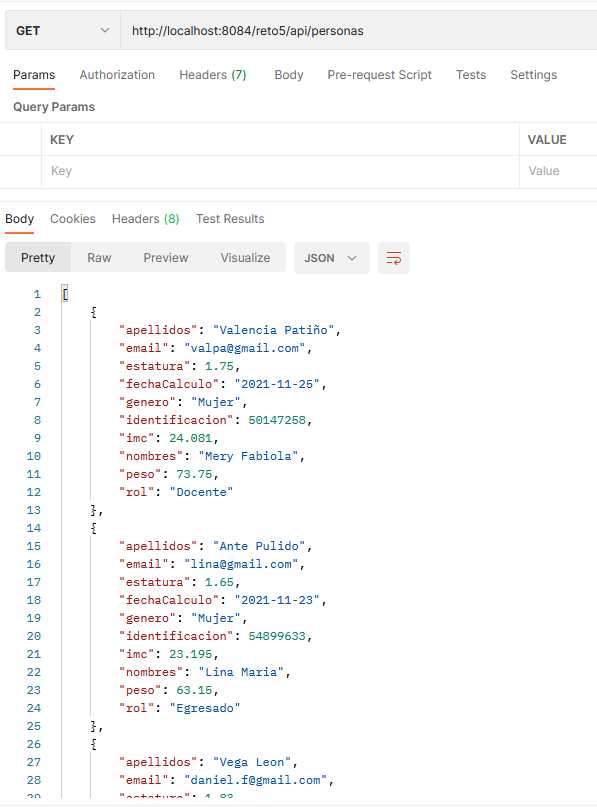 GET http://localhost:8084/reto5/api/personas
Params Authorization Headers (7) Body Pre-request Script Tests Settings
Query Params
KEY VALUE
Key Value
Body Cookies Headers (8) Test Results
Pretty Raw Preview Visualize JSON
1 [
2 {
3 "apellidos": "Valencia Patiño",
4 "email": "valpa@gmail.com",
5 "estatura": 1.75,
6 "fechaCalculo": "2021-11-25",
7 "genero": "Mujer",
8 "identificacion": 50147258,
9 "imc": 24.081,
10 "nombres": "Mery Fabiola",
11 "peso": 73.75,
12 "rol": "Docente"
13 },
14 {
15 "apellidos": "Ante Pulido",
16 "email": "lina@gmail.com",
17 "estatura": 1.65,
18 "fechaCalculo": "2021-11-23",
19 "genero": "Mujer",
20 "identificacion": 54899633,
21 "imc": 23.195,
22 "nombres": "Lina Maria",
23 "peso": 63.15,
24 "rol": "Egresado"
25 },
26 {
27 "apellidos": "Vega Leon",
28 "email": "daniel.f@gmail.com",
29 "estatura": 1.83,